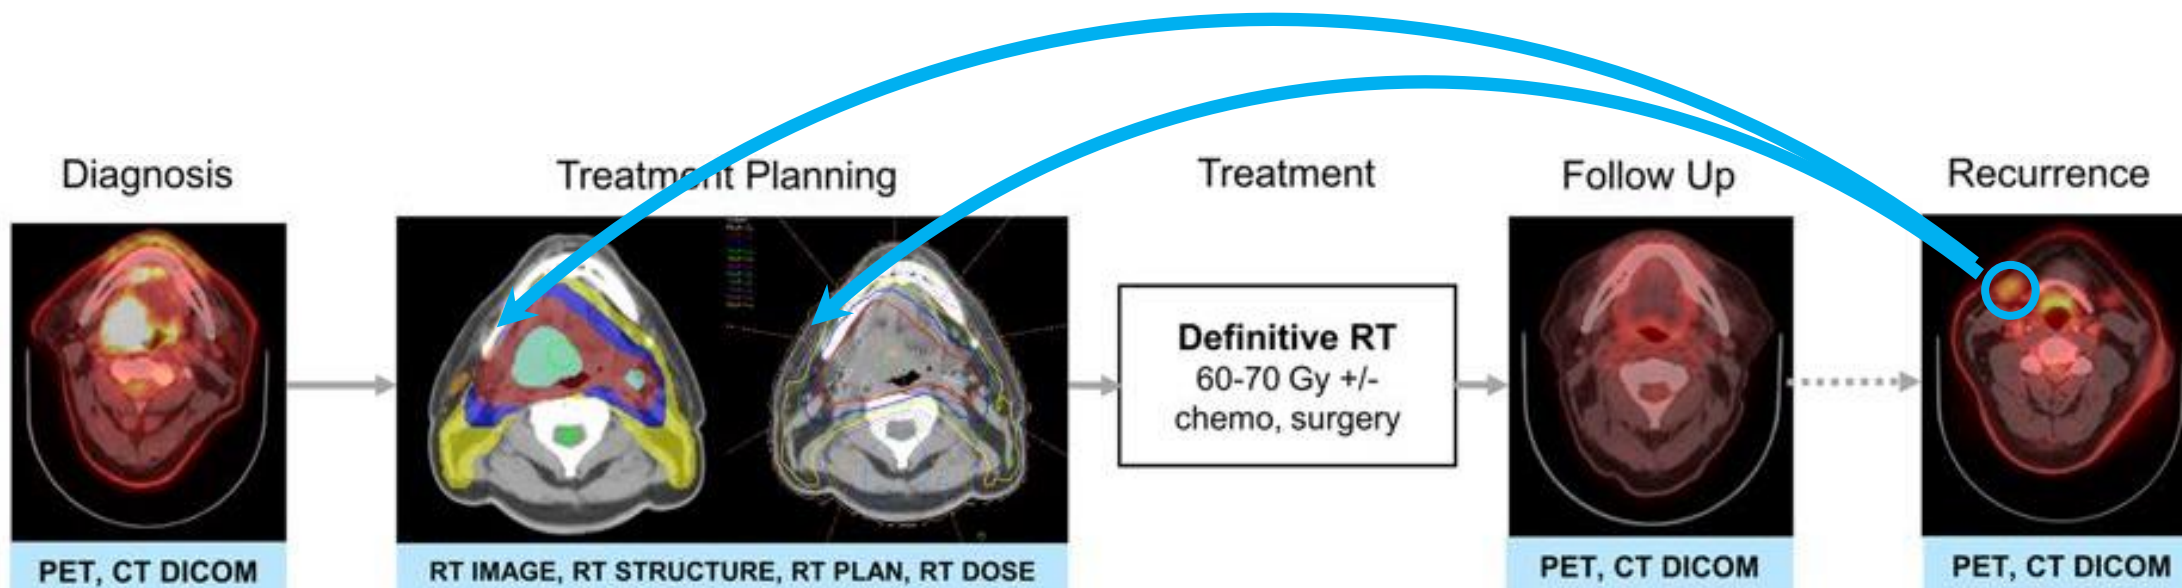 Diagnosis
Treatment Planning
Treatment
Follow Up
Recurrence
Definitive RT
60-70 Gy +/-
chemo, surgery
PET, CT DICOM
RT IMAGE, RT STRUCTURE, RT PLAN, RT DOSE
PET, CT DICOM
PET, CT DICOM